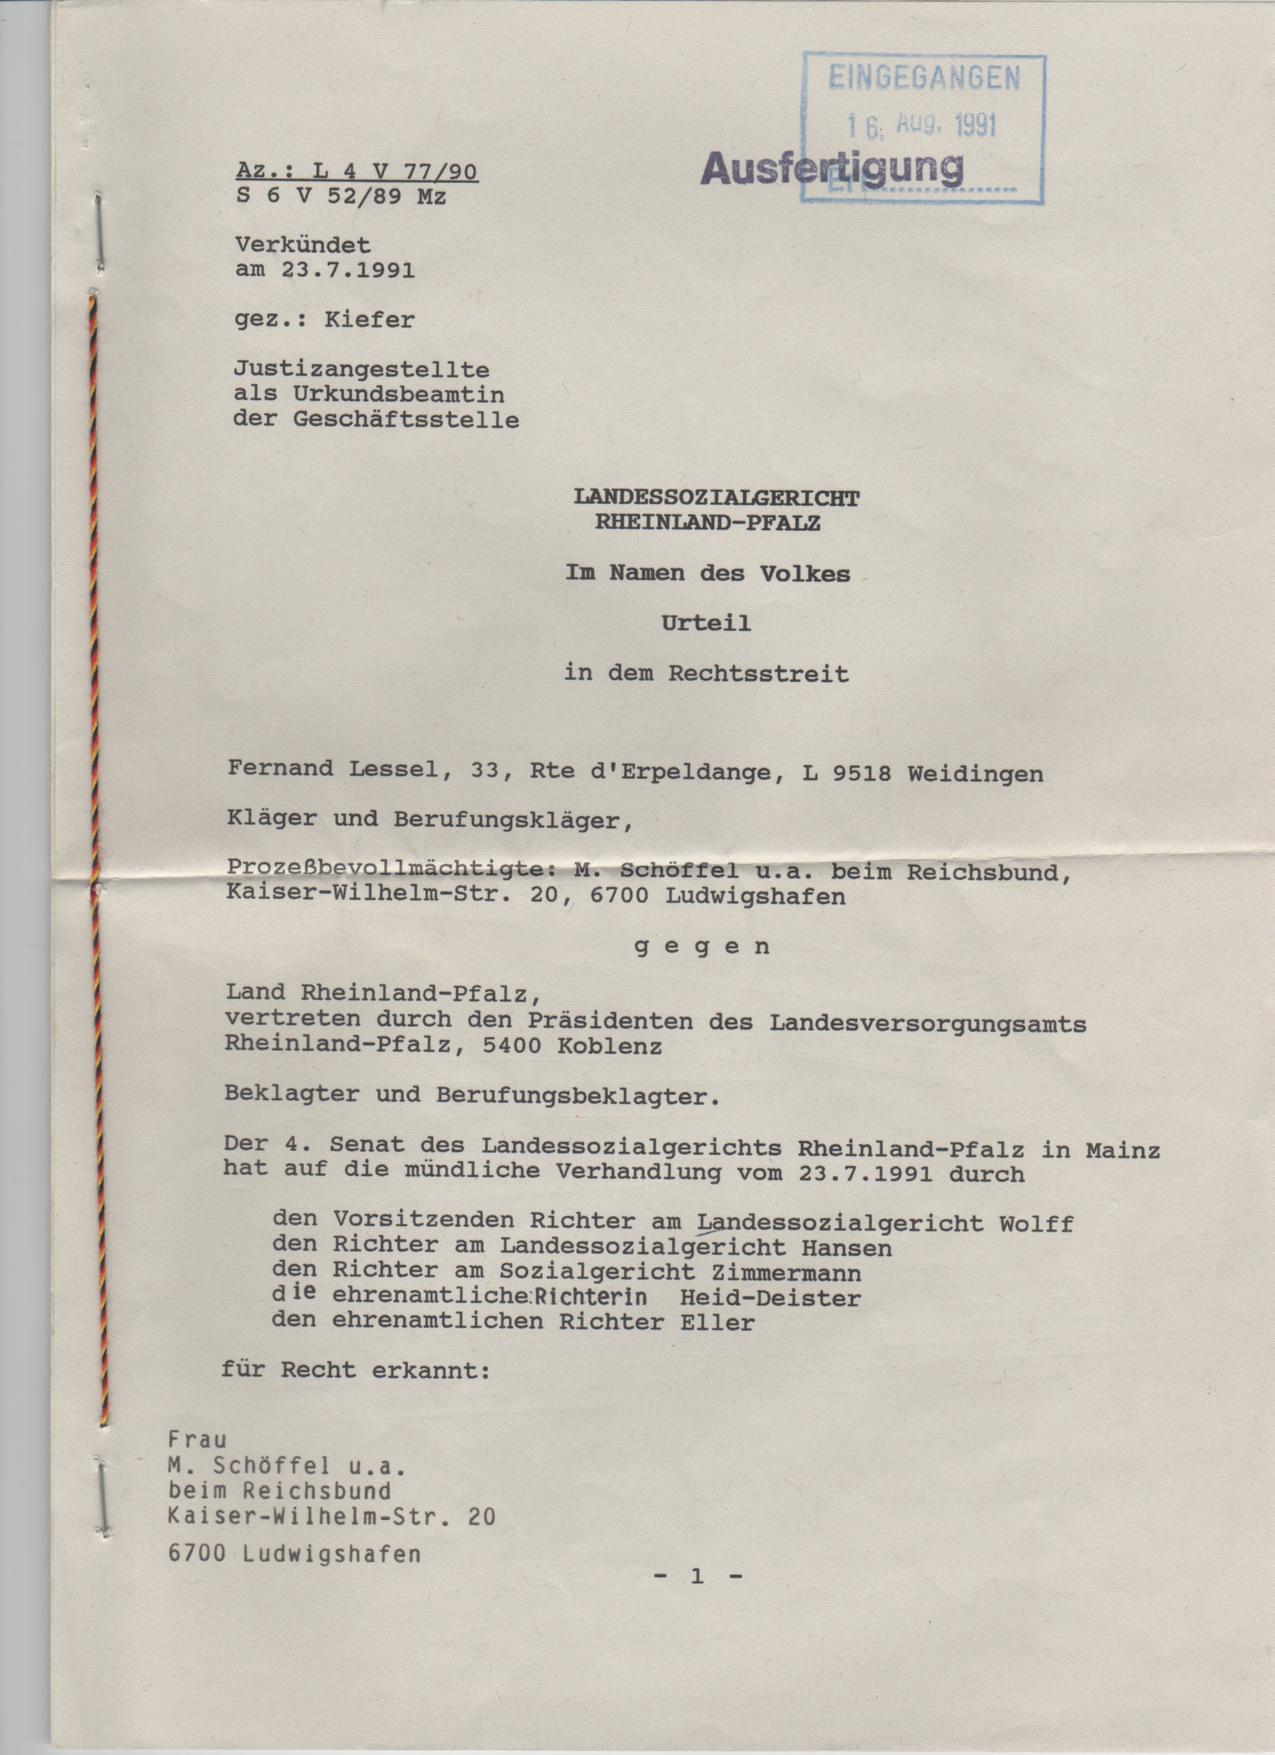 EINGEGANGEN
16. Aug. 1991
Ausfertigung
Az.: L 4 V 77/90
S 6 V 52/89 Mz
Verkündet
am 23.7.1991
gez.: Kiefer
Justizangestellte
als Urkundsbeamtin
der Geschäftsstelle
LANDESSOZIALGERICHT
RHEINLAND-PFALZ
Im Namen des Volkes
Urteil
in dem Rechtsstreit
Fernand Lessel, 33, Rte d'Erpeldange, L 9518 Weidingen
Kläger und Berufungskläger,
Prozeßbevollmächtigte: M. Schöffel u.a. beim Reichsbund,
Kaiser-Wilhelm-Str. 20, 6700 Ludwigshafen
g e g e n
Land Rheinland-Pfalz,
vertreten durch den Präsidenten des Landesversorgungsamts
Rheinland-Pfalz, 5400 Koblenz
Beklagter und Berufungsbeklagter.
Der 4. Senat des Landessozialgerichts Rheinland-Pfalz in Mainz
hat auf die mündliche Verhandlung vom 23.7.1991 durch
den Vorsitzenden Richter am Landessozialgericht Wolff
den Richter am Landessozialgericht Hansen
den Richter am Sozialgericht Zimmermann
die ehrenamtliche Richterin Heid-Deister
den ehrenamtlichen Richter Eller
für Recht erkannt:
Frau
M. Schöffel u.a.
beim Reichsbund
Kaiser-Wilhelm-Str. 20
6700 Ludwigshafen
- 1 -